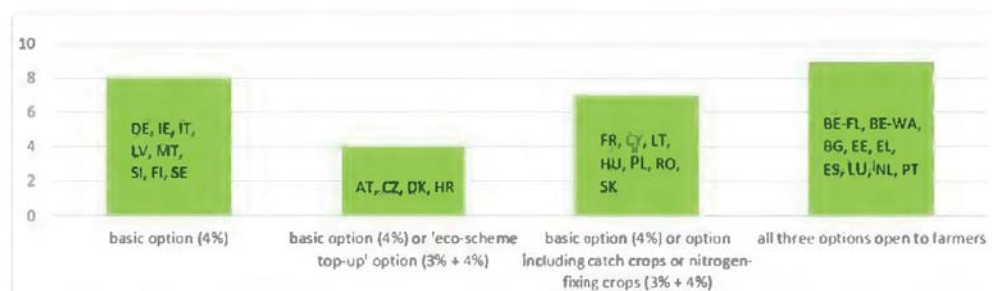 10
8
6
4
2
0
DE, IE, IT,
LV, MT,
SI, FI, SE
AT, CZ, DK, HR
FR, CY, LT,
HU, PL, RO,
SK
BE-FL, BE-WA,
BG, EE, EL,
ES, LU, NL, PT
basic option (4%)
basic option (4%) or 'eco-scheme
top-up' option (3% + 4%)
basic option (4%) or option
including catch crops or nitrogen-
fixing crops (3% + 4%)
all three options open to farmers